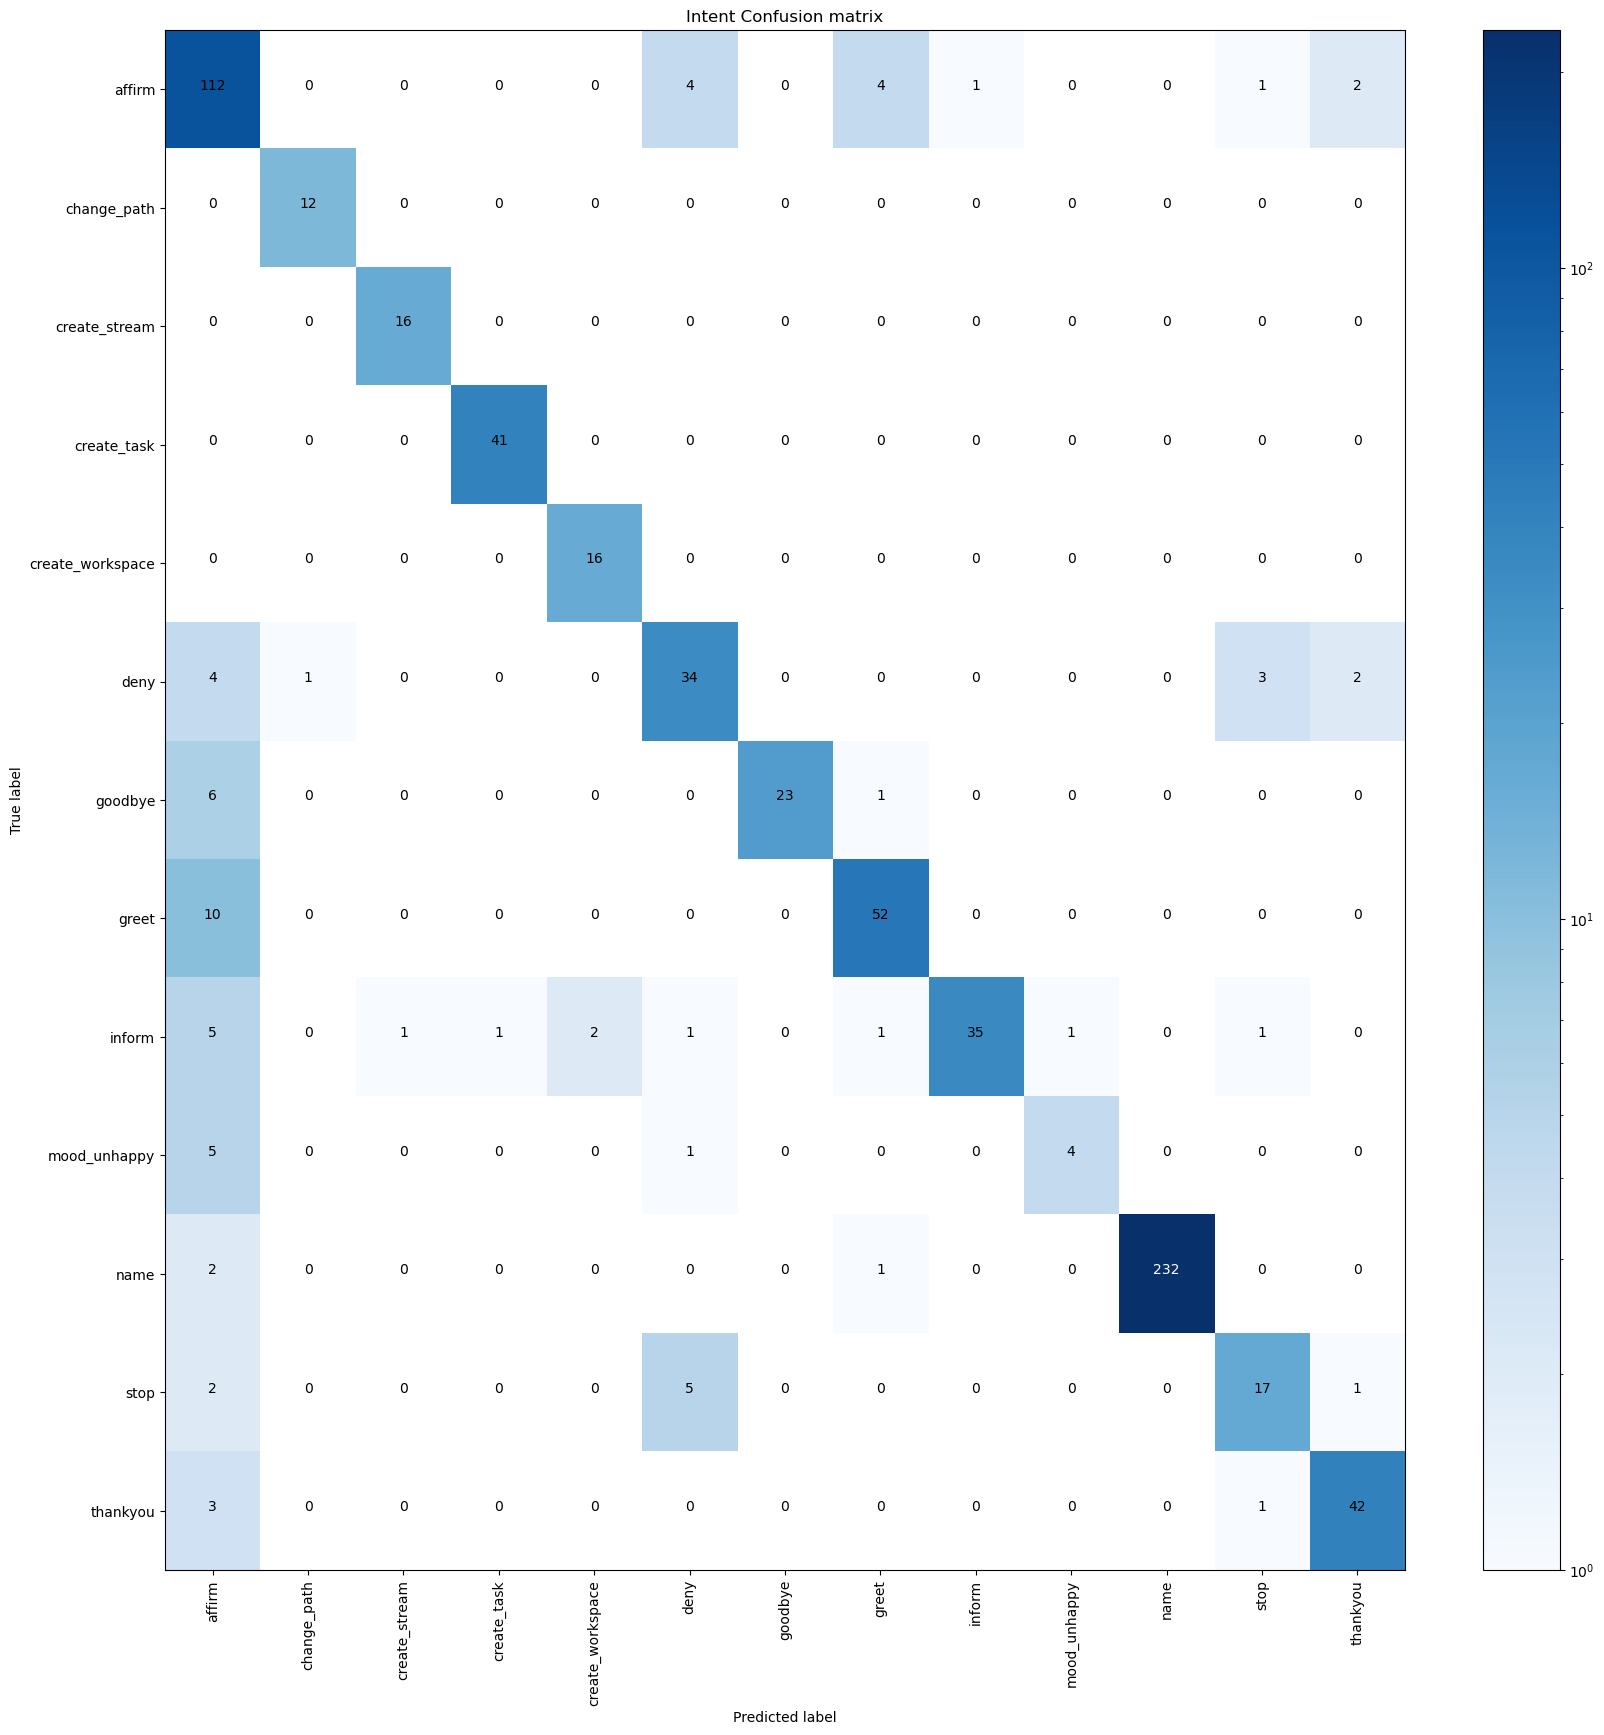 Intent Confusion matrix
affirm 112 0 0 0 0 4 0 4 1 0 0 1 2
change_path 0 12 0 0 0 0 0 0 0 0 0 0 0
create_stream 0 0 16 0 0 0 0 0 0 0 0 0 0
create_task 0 0 0 41 0 0 0 0 0 0 0 0 0
create_workspace 0 0 0 0 16 0 0 0 0 0 0 0 0
deny 4 1 0 0 0 34 0 0 0 0 0 3 2
goodbye 6 0 0 0 0 0 23 1 0 0 0 0 0
greet 10 0 0 0 0 0 0 52 0 0 0 0 0
inform 5 0 1 1 2 1 0 1 35 1 0 1 0
mood_unhappy 5 0 0 0 0 1 0 0 0 4 0 0 0
name 2 0 0 0 0 0 0 1 0 0 232 0 0
stop 2 0 0 0 0 5 0 0 0 0 0 17 1
thankyou 3 0 0 0 0 0 0 0 0 0 0 1 42
True label
affirm
change_path
create_stream
create_task
create_workspace
deny
goodbye
greet
inform
mood_unhappy
name
stop
thankyou
Predicted label
10²
10¹
10⁰